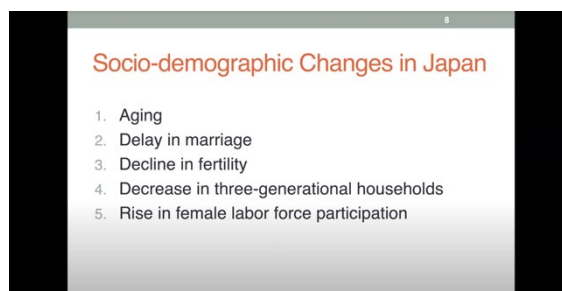 8
Socio-demographic Changes in Japan
1. Aging
2. Delay in marriage
3. Decline in fertility
4. Decrease in three-generational households
5. Rise in female labor force participation